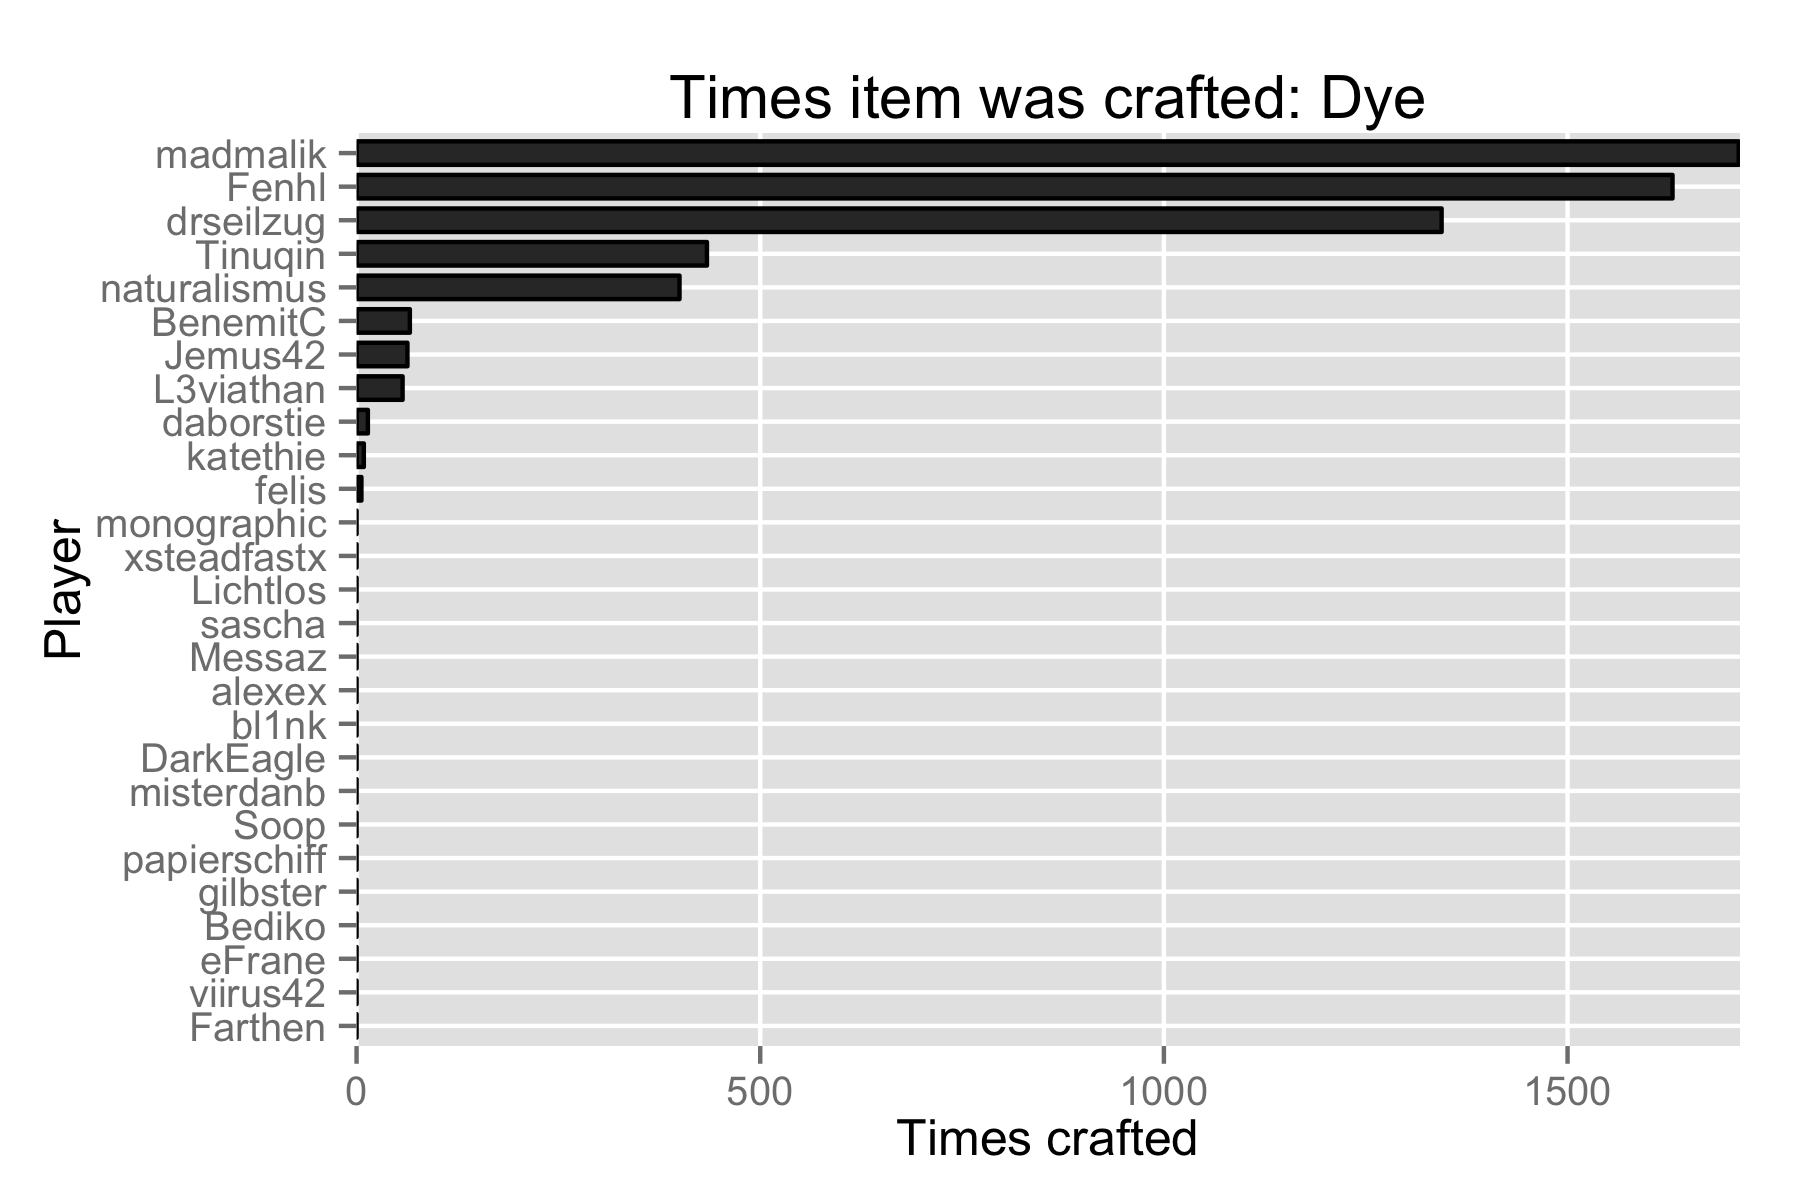 Times item was crafted: Dye
madmalik
Fenhl
drseilzug
Tinuqin
naturalismus
BenemitC
Jemus42
L3viathan
daborstie
katethie
felis
monographic
xsteadfastx
Lichtlos
sascha
Messaz
alexex
bl1nk
DarkEagle
misterdanb
Soop
papierschiff
gilbster
Bediko
eFrane
viirus42
Farthen
Player
0 500 1000 1500
Times crafted